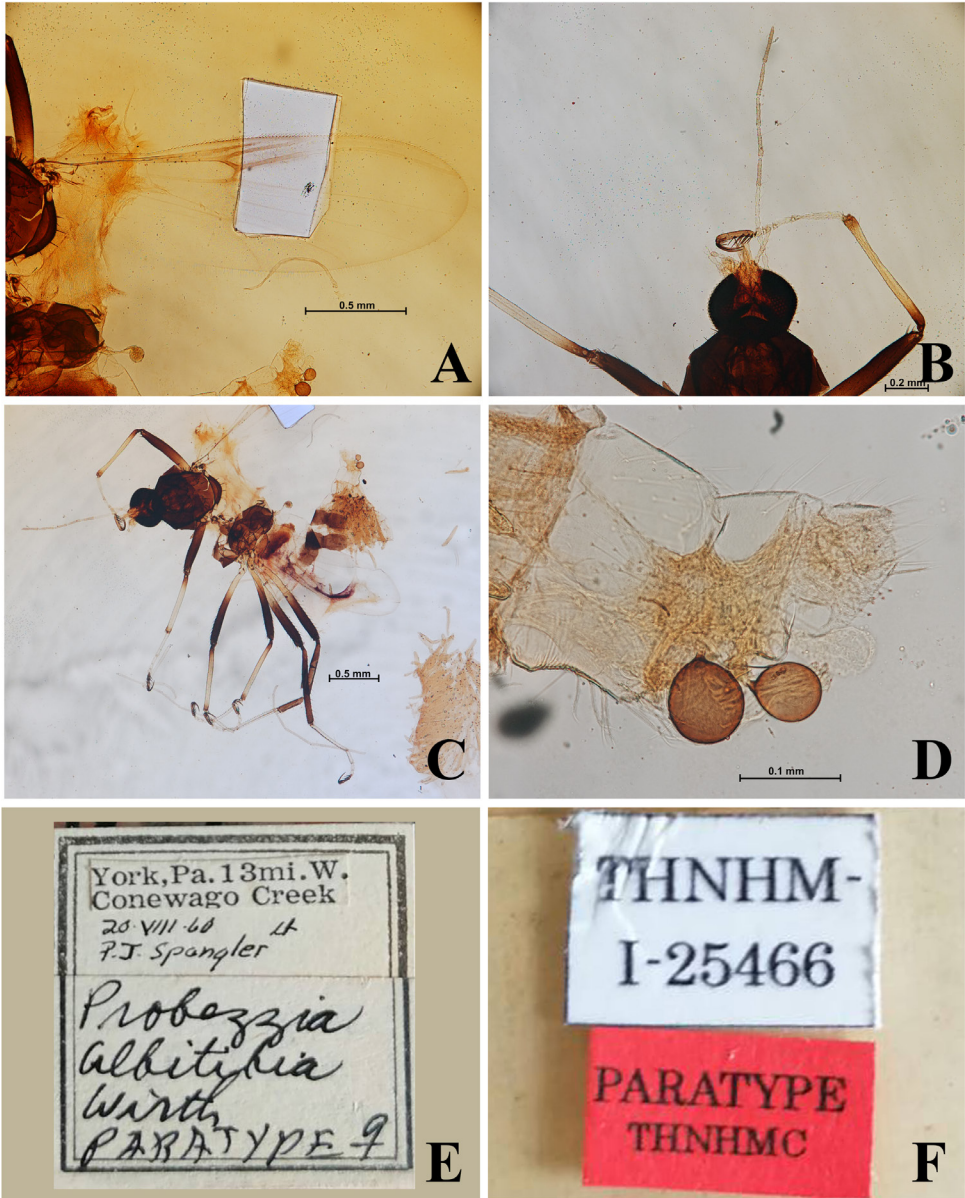 0.5 mm
A
0.2 mm
B
0.5 mm
C
0.1 mm
D
York, Pa. 13mi. W.
Conewago Creek
20·VIII·60 Lt
P.J. Spangler
Probezzia
albitibia
Wirth
PARATYPE ♀
E
THNHM-
I-25466
PARATYPE
THNHMC
F